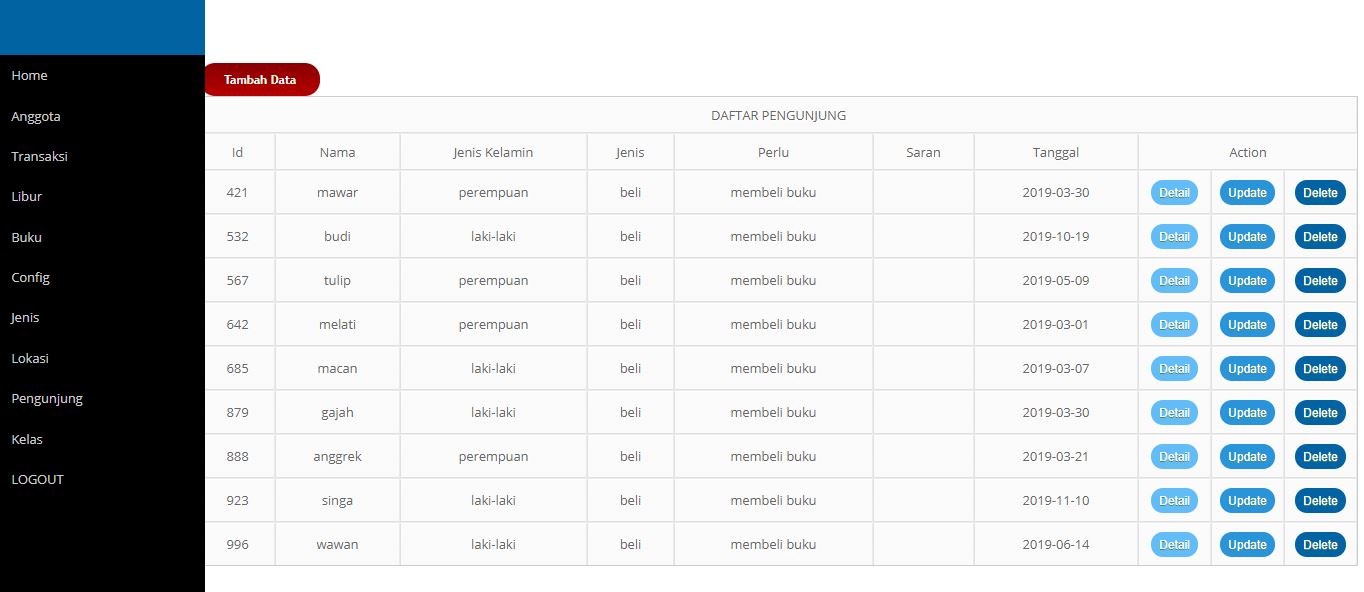 Home
Anggota
Transaksi
Libur
Buku
Config
Jenis
Lokasi
Pengunjung
Kelas
LOGOUT
Tambah Data
DAFTAR PENGUNJUNG
Id Nama Jenis Kelamin Jenis Perlu Saran Tanggal Action
421 mawar perempuan beli membeli buku 2019-03-30 Detail Update Delete
532 budi laki-laki beli membeli buku 2019-10-19 Detail Update Delete
567 tulip perempuan beli membeli buku 2019-05-09 Detail Update Delete
642 melati perempuan beli membeli buku 2019-03-01 Detail Update Delete
685 macan laki-laki beli membeli buku 2019-03-07 Detail Update Delete
879 gajah laki-laki beli membeli buku 2019-03-30 Detail Update Delete
888 anggrek perempuan beli membeli buku 2019-03-21 Detail Update Delete
923 singa laki-laki beli membeli buku 2019-11-10 Detail Update Delete
996 wawan laki-laki beli membeli buku 2019-06-14 Detail Update Delete